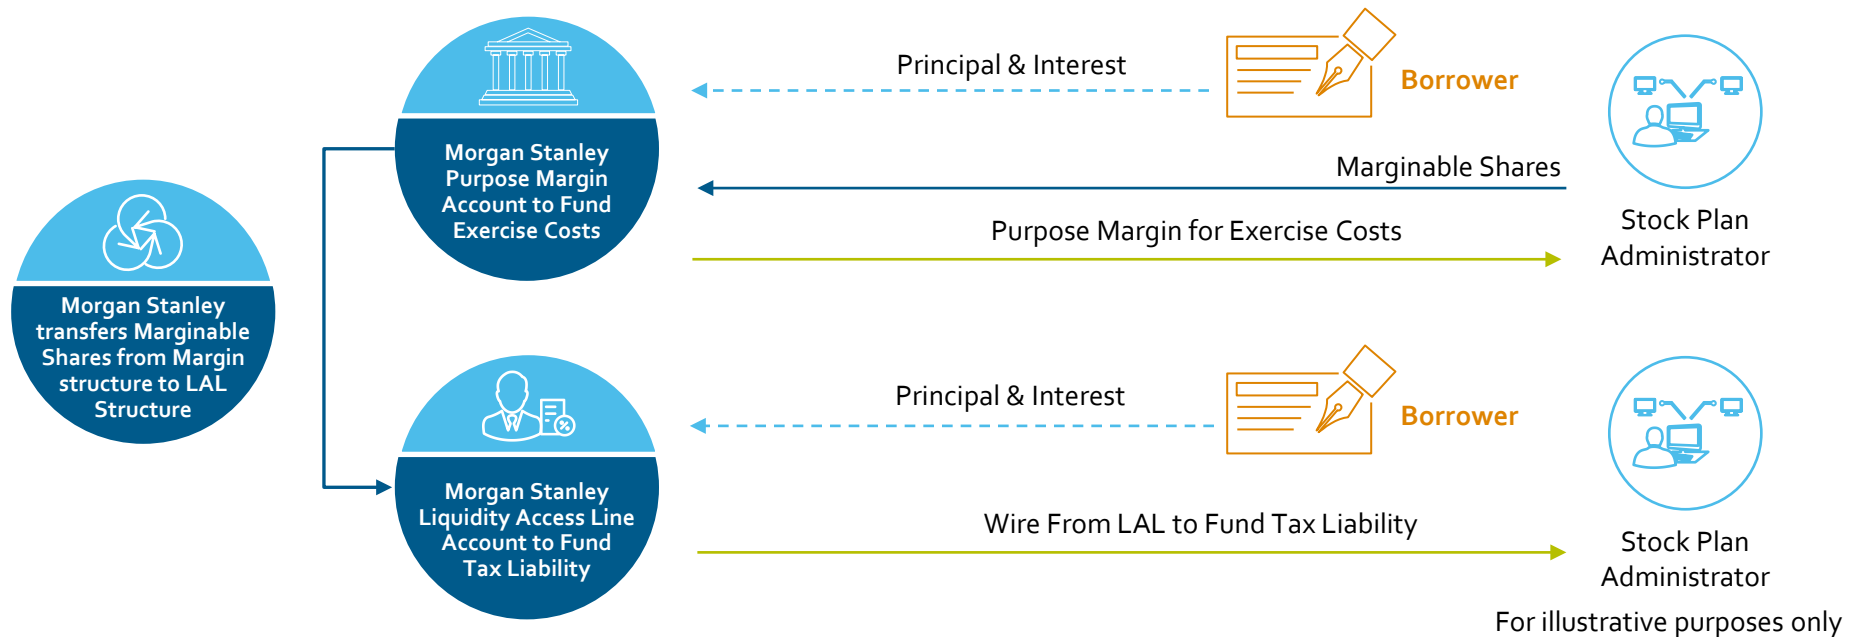 Morgan Stanley
transfers Marginable
Shares from Margin
structure to LAL
Structure
Morgan Stanley
Purpose Margin
Account to Fund
Exercise Costs
Principal & Interest
Borrower
Marginable Shares
Purpose Margin for Exercise Costs
Stock Plan
Administrator
Morgan Stanley
Liquidity Access Line
Account to Fund
Tax Liability
Principal & Interest
Borrower
Wire From LAL to Fund Tax Liability
Stock Plan
Administrator
For illustrative purposes only